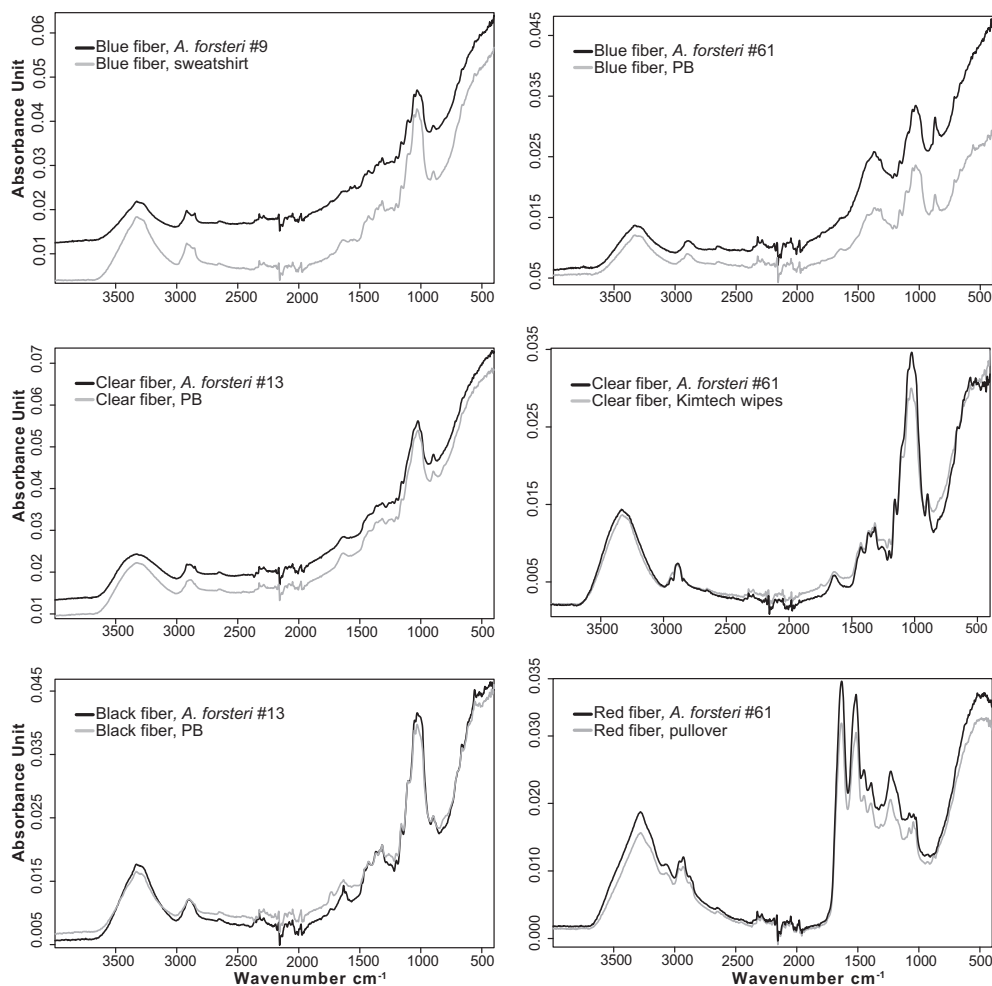 Absorbance Unit
0.06
0.05
0.04
0.03
0.02
0.01
Blue fiber, A. forsteri #9
Blue fiber, sweatshirt
3500 3000 2500 2000 1500 1000 500
0.045
0.035
0.025
0.015
0.05
Blue fiber, A. forsteri #61
Blue fiber, PB
3500 3000 2500 2000 1500 1000 500
Absorbance Unit
0.07
0.06
0.05
0.04
0.03
0.02
0.01
Clear fiber, A. forsteri #13
Clear fiber, PB
3500 3000 2500 2000 1500 1000 500
0.035
0.025
0.015
0.005
Clear fiber, A. forsteri #61
Clear fiber, Kimtech wipes
3500 3000 2500 2000 1500 1000 500
Absorbance Unit
0.045
0.035
0.025
0.015
0.005
Black fiber, A. forsteri #13
Black fiber, PB
3500 3000 2500 2000 1500 1000 500
Wavenumber cm-1
0.035
0.030
0.020
0.010
0.000
Red fiber, A. forsteri #61
Red fiber, pullover
3500 3000 2500 2000 1500 1000 500
Wavenumber cm-1